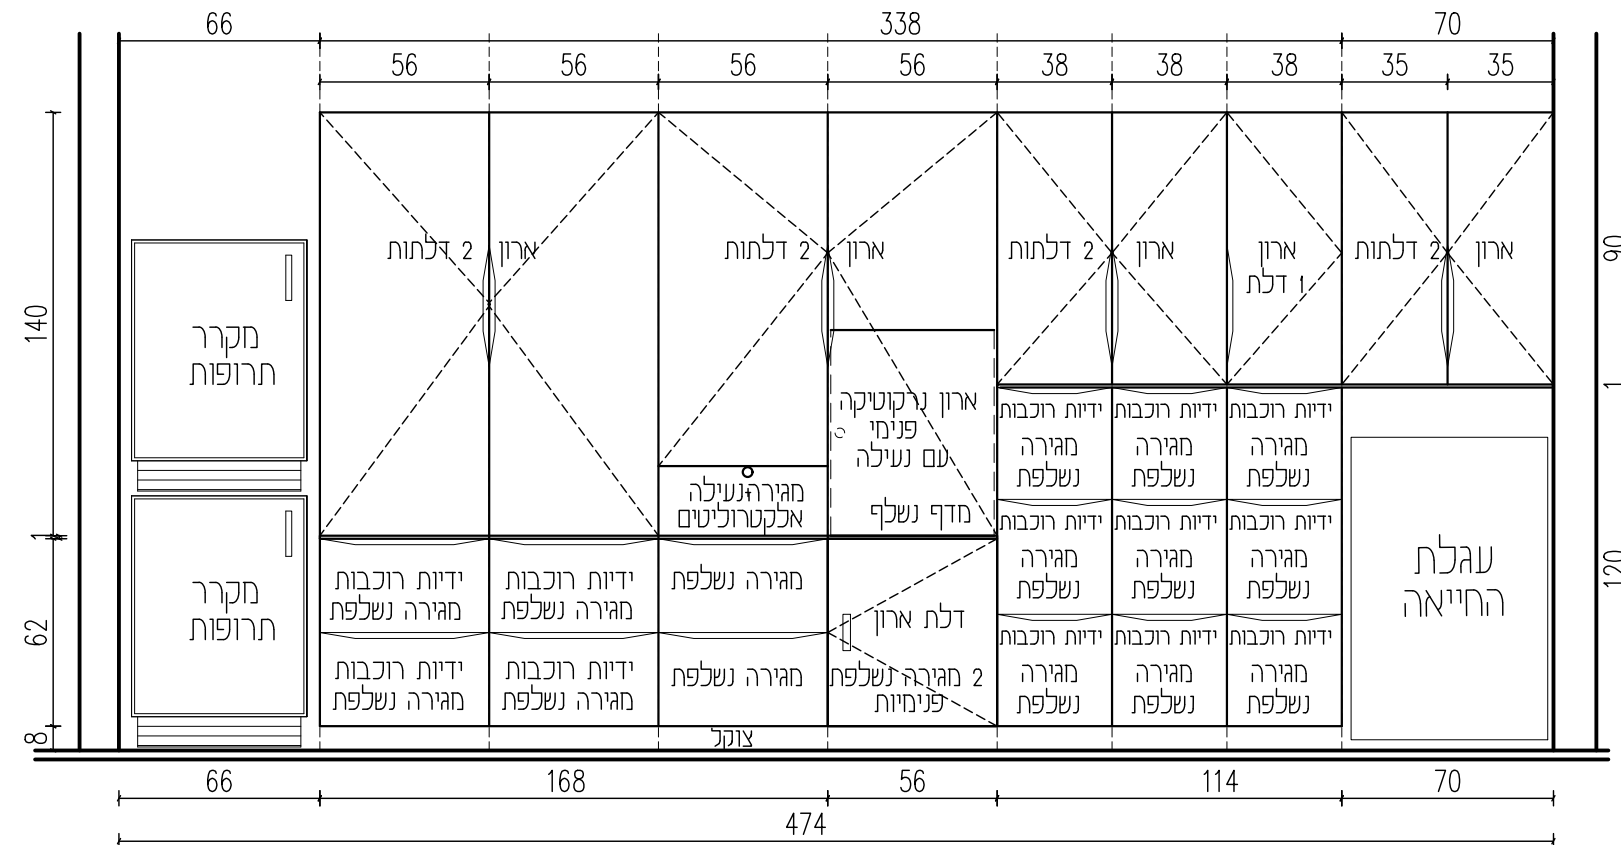 66 338 70
56 56 56 56 38 38 38 35 35
140
1
62
8
90
1
120
2 דלתות ארון
2 דלתות ארון
2 דלתות ארון
ארון
1 דלת
2 דלתות ארון
מקרר
תרופות
מקרר
תרופות
ארון נרקוטיקה
פנימי
עם נעילה
מדף נשלף
מגירה נעילה
אלקטרוליטים
ידיות רוכבות ידיות רוכבות ידיות רוכבות
מגירה מגירה מגירה
נשלפת נשלפת נשלפת
ידיות רוכבות ידיות רוכבות ידיות רוכבות
מגירה מגירה מגירה
נשלפת נשלפת נשלפת
ידיות רוכבות ידיות רוכבות ידיות רוכבות
מגירה מגירה מגירה
נשלפת נשלפת נשלפת
עגלת
החייאה
ידיות רוכבות
מגירה נשלפת
ידיות רוכבות
מגירה נשלפת
מגירה נשלפת
דלת ארון
2 מגירה נשלפת
פנימיות
ידיות רוכבות
מגירה נשלפת
ידיות רוכבות
מגירה נשלפת
מגירה נשלפת
צוקל
66 168 56 114 70
474